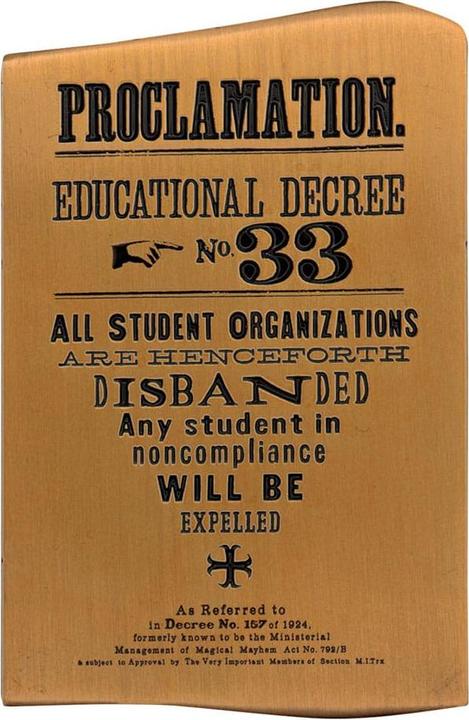 PROCLAMATION.
EDUCATIONAL DECREE
No. 33
ALL STUDENT ORGANIZATIONS
ARE HENCEFORTH
DISBANDED
Any student in
noncompliance
WILL BE
EXPELLED
As Referred to
in Decree No. 157 of 1924,
formerly known to be the Ministerial
Management of Magical Mayhem Act No. 792/B
& subject to Approval by The Very Important Members of Section M.I.Trx